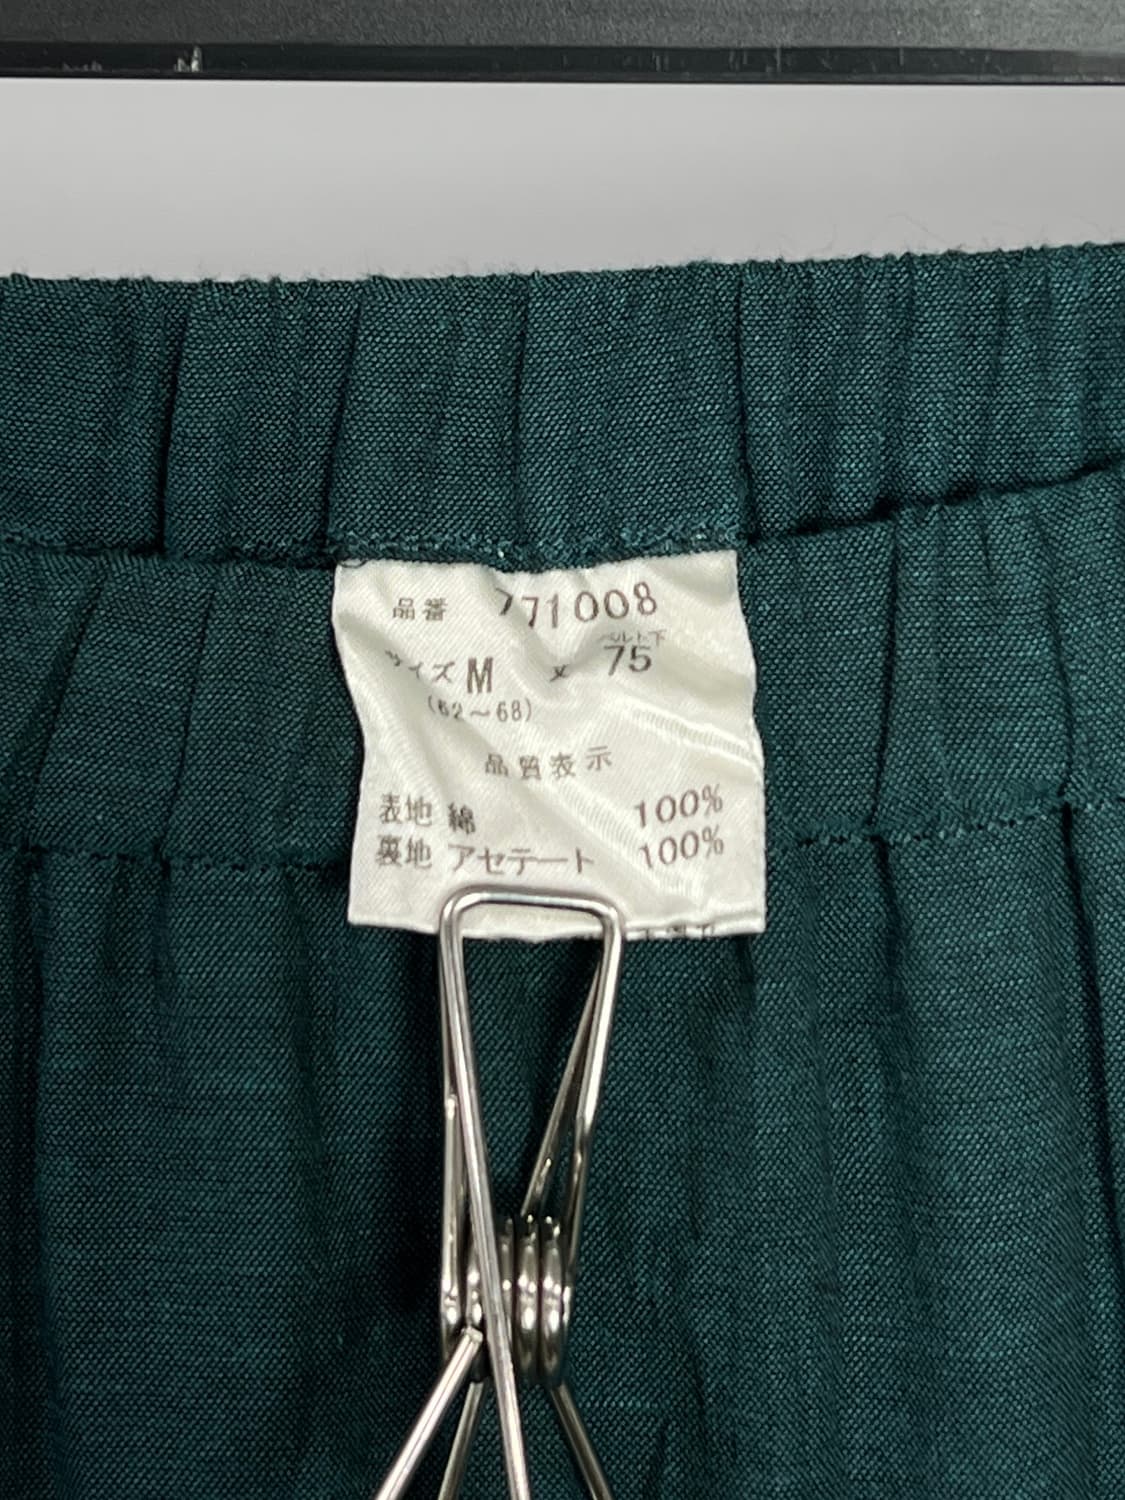 品番 771008
サイズ M 丈 ベルト下 75
(62～68)
品質表示
表地 綿 100%
裏地 アセテート 100%